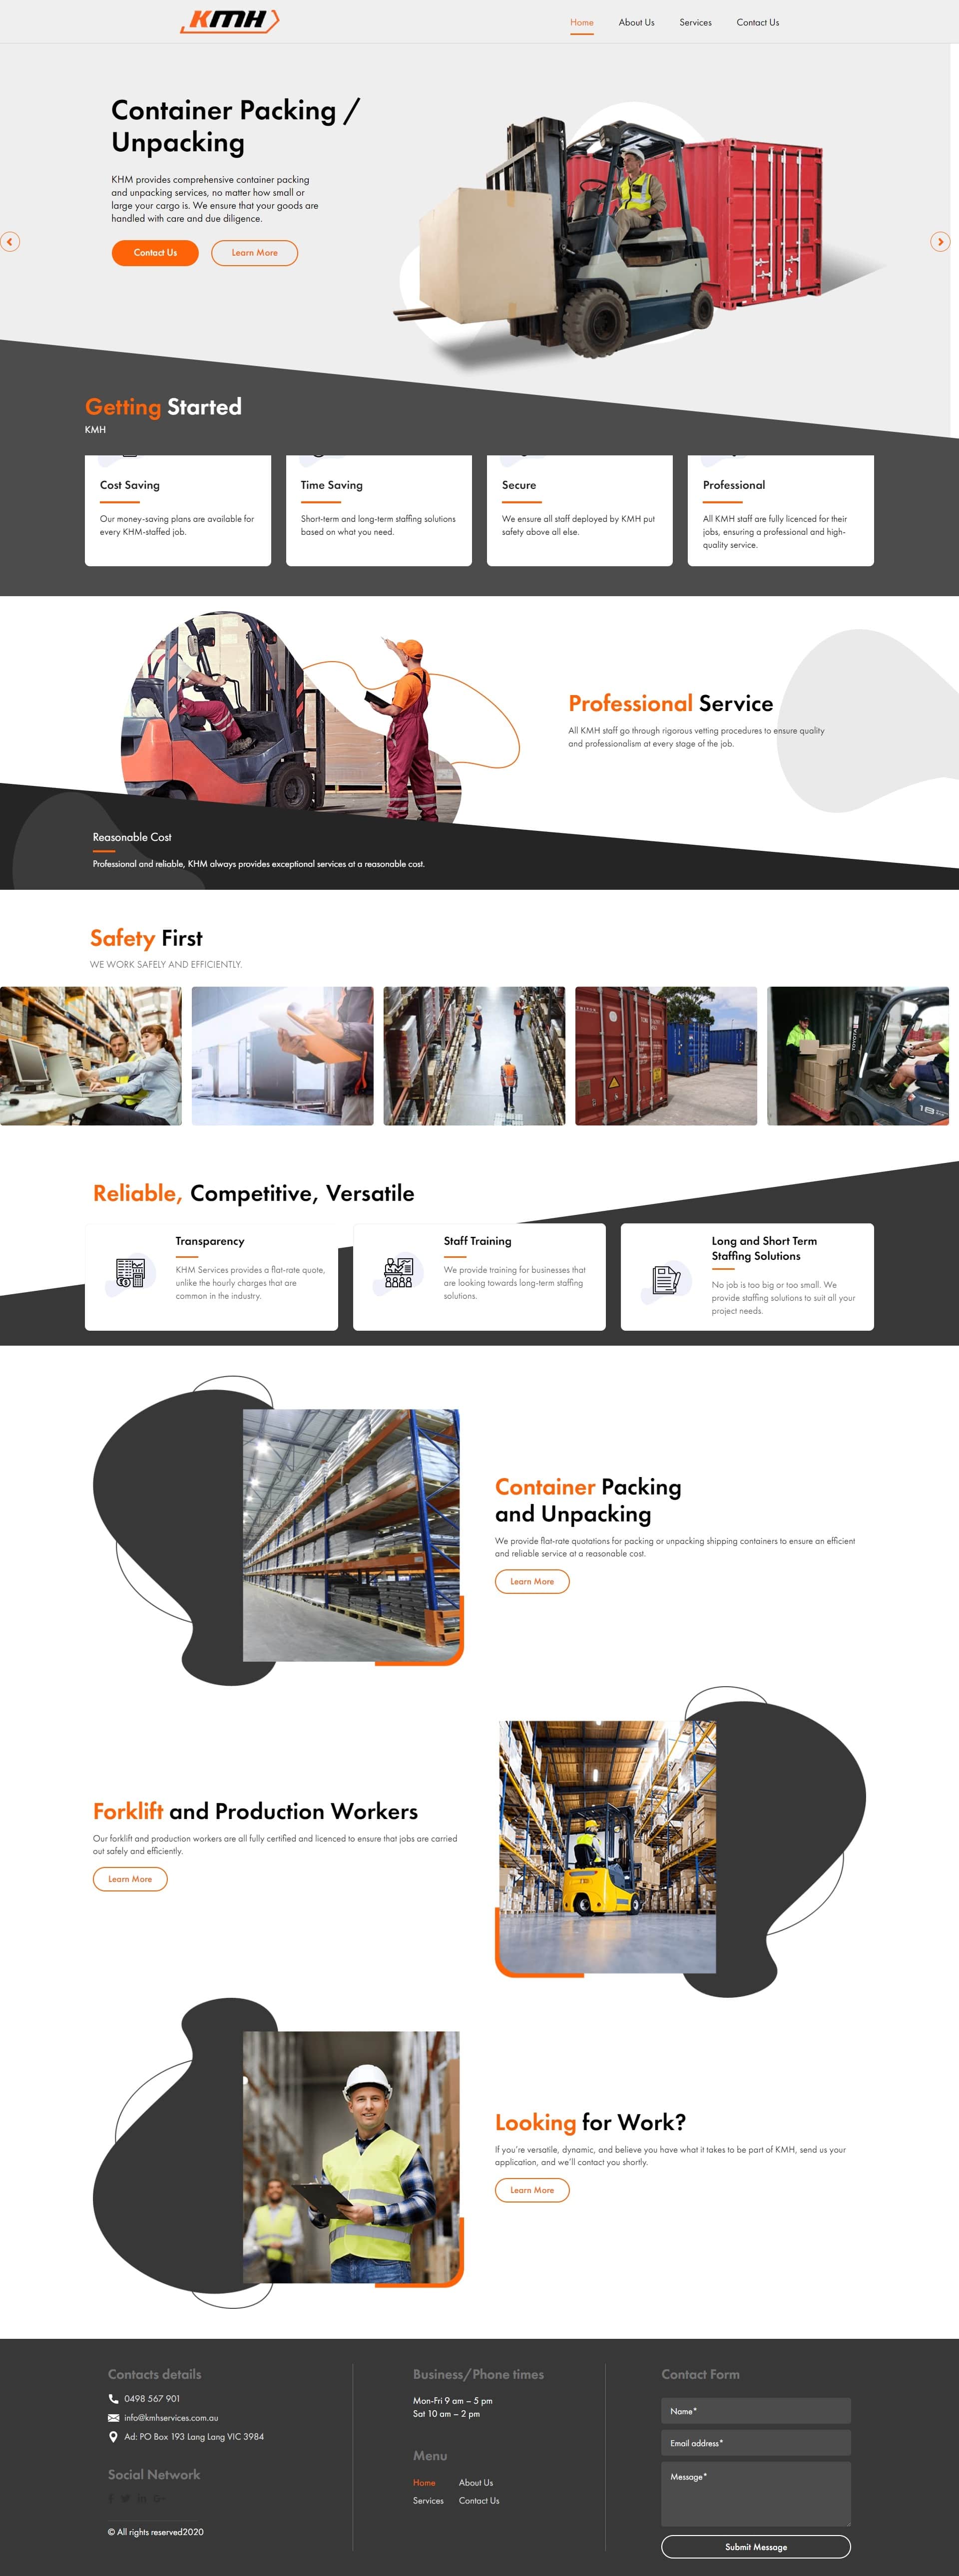 KMH
Home About Us Services Contact Us
Container Packing /
Unpacking
KHM provides comprehensive container packing
and unpacking services, no matter how small or
large your cargo is. We ensure that your goods are
handled with care and due diligence.
Contact Us Learn More
Getting Started
KMH
Cost Saving
Our money-saving plans are available for
every KHM-staffed job.
Time Saving
Short-term and long-term staffing solutions
based on what you need.
Secure
We ensure all staff deployed by KMH put
safety above all else.
Professional
All KMH staff are fully licenced for their
jobs, ensuring a professional and high-
quality service.
Professional Service
All KMH staff go through rigorous vetting procedures to ensure quality
and professionalism at every stage of the job.
Reasonable Cost
Professional and reliable, KHM always provides exceptional services at a reasonable cost.
Safety First
WE WORK SAFELY AND EFFICIENTLY.
TOYOTA
18
Reliable, Competitive, Versatile
Transparency
KHM Services provides a flat-rate quote,
unlike the hourly charges that are
common in the industry.
Staff Training
We provide training for businesses that
are looking towards long-term staffing
solutions.
Long and Short Term
Staffing Solutions
No job is too big or too small. We
provide staffing solutions to suit all your
project needs.
Container Packing
and Unpacking
We provide flat-rate quotations for packing or unpacking shipping containers to ensure an efficient
and reliable service at a reasonable cost.
Learn More
Forklift and Production Workers
Our forklift and production workers are all fully certified and licenced to ensure that jobs are carried
out safely and efficiently.
Learn More
Looking for Work?
If you're versatile, dynamic, and believe you have what it takes to be part of KMH, send us your
application, and we'll contact you shortly.
Learn More
Contacts details
0498 567 901
info@kmhservices.com.au
Ad: PO Box 193 Lang Lang VIC 3984
Social Network
© All rights reserved2020
Business/Phone times
Mon-Fri 9 am – 5 pm
Sat 10 am – 2 pm
Menu
Home About Us
Services Contact Us
Contact Form
Name*
Email address*
Message*
Submit Message